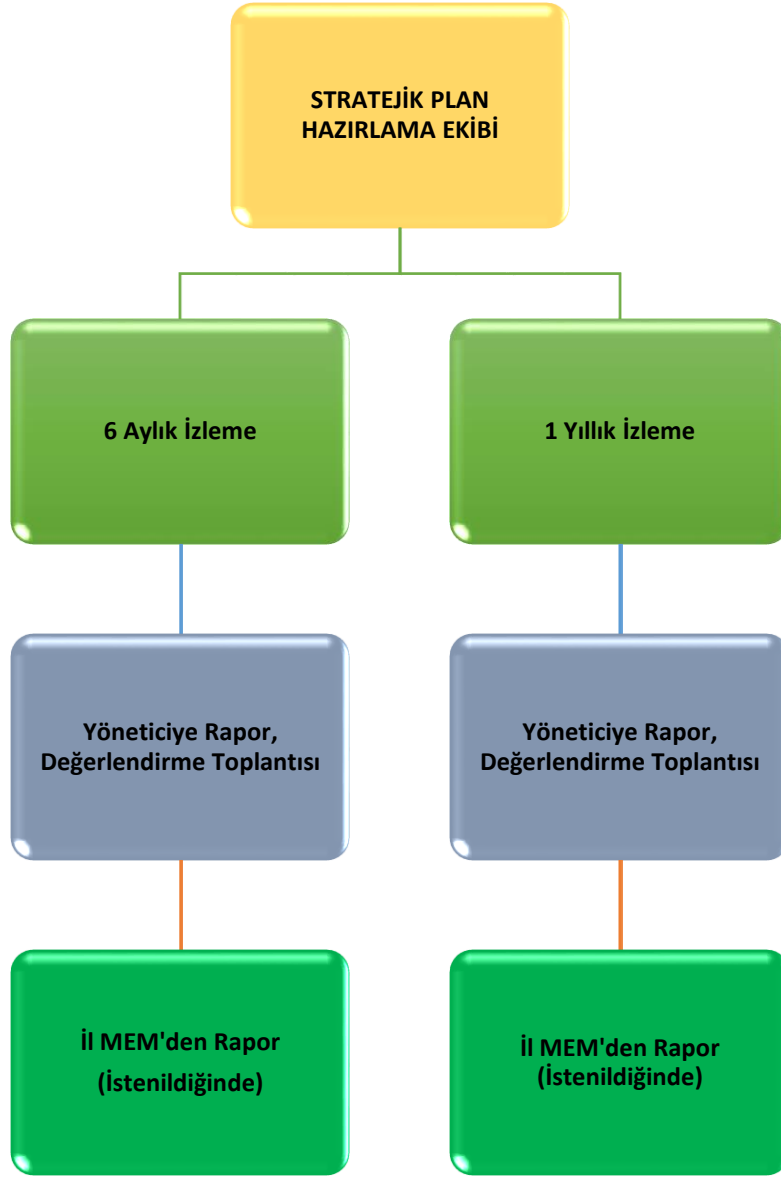 STRATEJİK PLAN
HAZIRLAMA EKİBİ
6 Aylık İzleme
1 Yıllık İzleme
Yöneticiye Rapor,
Değerlendirme Toplantısı
Yöneticiye Rapor,
Değerlendirme Toplantısı
İl MEM'den Rapor
(İstenildiğinde)
İl MEM'den Rapor
(İstenildiğinde)